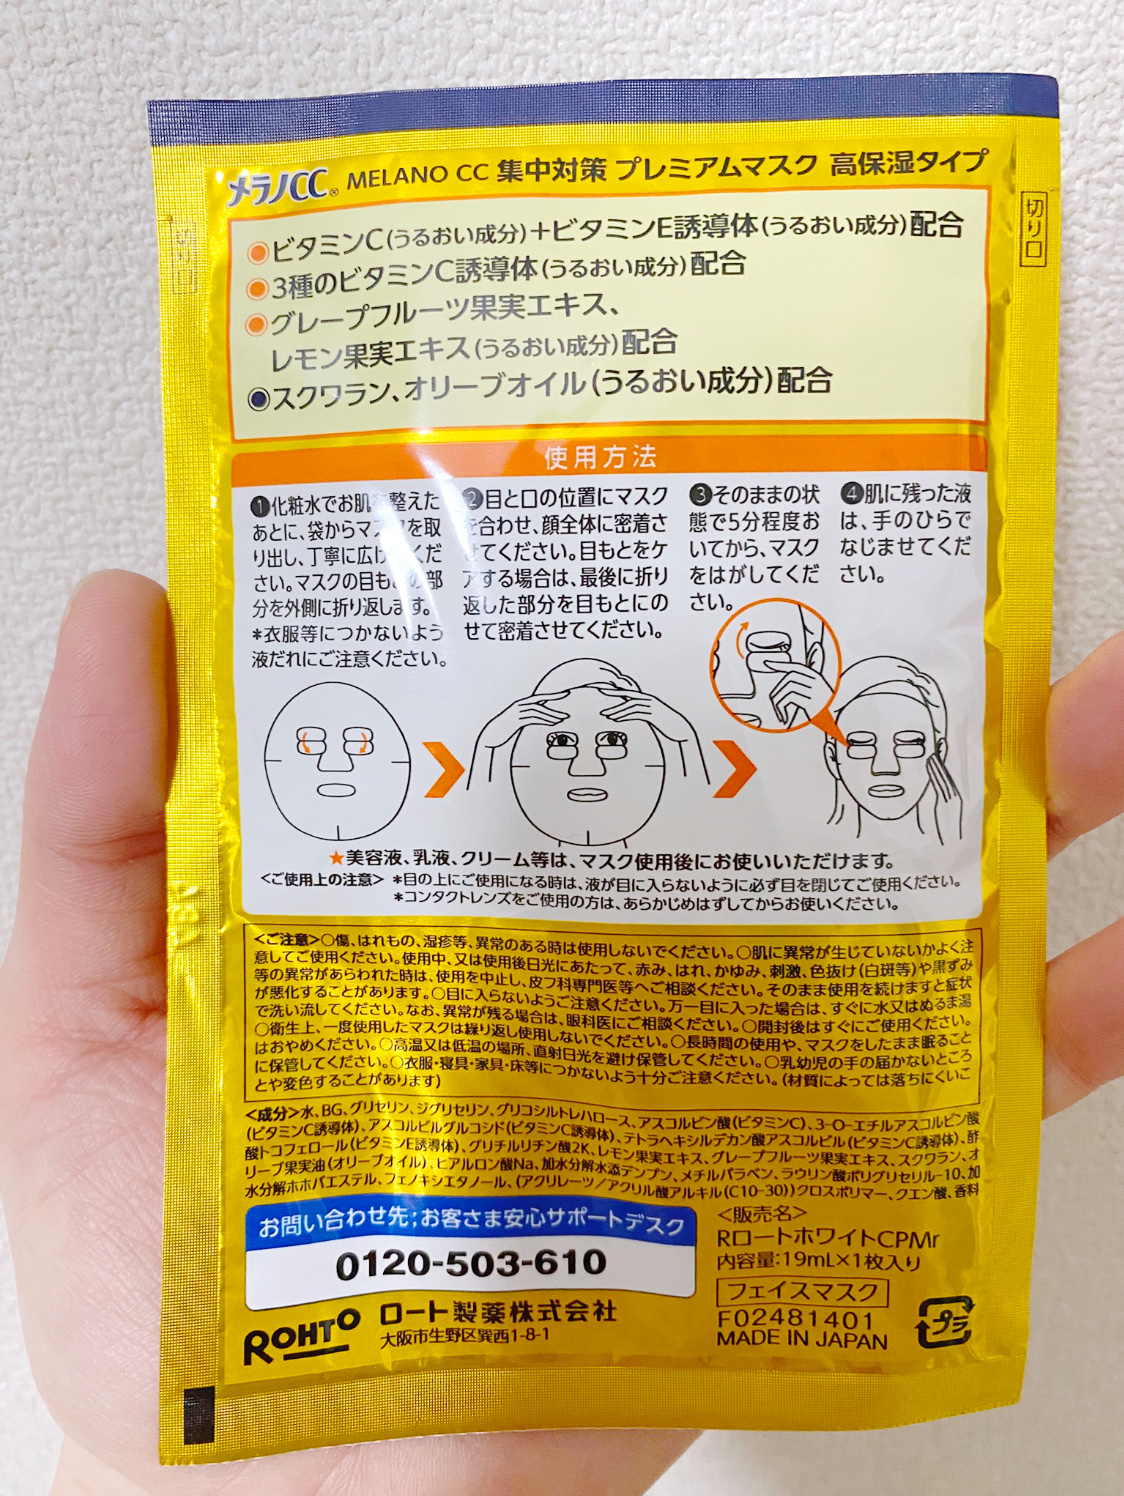 メラノCC® MELANO CC 集中対策 プレミアムマスク 高保湿タイプ
切り口
切り口
●ビタミンC(うるおい成分)+ビタミンE誘導体(うるおい成分)配合
●3種のビタミンC誘導体(うるおい成分)配合
●グレープフルーツ果実エキス、
レモン果実エキス(うるおい成分)配合
●スクワラン、オリーブオイル(うるおい成分)配合
使用方法
❶化粧水でお肌を整えた
あとに、袋からマスクを取
り出し、丁寧に広げてくだ
さい。マスクの目もとの部
分を外側に折り返します。
*衣服等につかないよう
液だれにご注意ください。
❷目と口の位置にマスク
を合わせ、顔全体に密着さ
せてください。目もとをケ
アする場合は、最後に折り
返した部分を目もとにの
せて密着させてください。
❸そのままの状
態で5分程度お
いてから、マスク
をはがしてくだ
さい。
❹肌に残った液
は、手のひらで
なじませてくだ
さい。
★美容液、乳液、クリーム等は、マスク使用後にお使いいただけます。
<ご使用上の注意> *目の上にご使用になる時は、液が目に入らないように必ず目を閉じてご使用ください。
*コンタクトレンズをご使用の方は、あらかじめはずしてからお使いください。
<ご注意>○傷、はれもの、湿疹等、異常のある時は使用しないでください。○肌に異常が生じていないかよく注
意してご使用ください。使用中、又は使用後日光にあたって、赤み、はれ、かゆみ、刺激、色抜け(白斑等)や黒ずみ
等の異常があらわれた時は、使用を中止し、皮フ科専門医等へご相談ください。そのまま使用を続けますと症状
が悪化することがあります。○目に入らないようご注意ください。万一目に入った場合は、すぐに水又はぬるま湯
で洗い流してください。なお、異常が残る場合は、眼科医にご相談ください。○開封後はすぐにご使用ください。
○衛生上、一度使用したマスクは繰り返し使用しないでください。○長時間の使用や、マスクをしたまま眠ること
はおやめください。○高温又は低温の場所、直射日光を避け保管してください。○乳幼児の手の届かないところ
に保管してください。○衣服・寝具・家具・床等につかないよう十分ご注意ください。(材質によっては落ちにくいこ
とや変色することがあります)
<成分>水、BG、グリセリン、ジグリセリン、グリコシルトレハロース、アスコルビン酸(ビタミンC)、3-O-エチルアスコルビン酸
(ビタミンC誘導体)、アスコルビルグルコシド(ビタミンC誘導体)、テトラヘキシルデカン酸アスコルビル(ビタミンC誘導体)、酢
酸トコフェロール(ビタミンE誘導体)、グリチルリチン酸2K、レモン果実エキス、グレープフルーツ果実エキス、スクワラン、オ
リーブ果実油(オリーブオイル)、ヒアルロン酸Na、加水分解水添デンプン、メチルパラベン、ラウリン酸ポリグリセリル-10、加
水分解ホホバエステル、フェノキシエタノール、(アクリレーツ/アクリル酸アルキル(C10-30))クロスポリマー、クエン酸、香料
お問い合わせ先;お客さま安心サポートデスク
0120-503-610
ROHTO ロート製薬株式会社
大阪市生野区巽西1-8-1
<販売名>
RロートホワイトCPMr
内容量:19mL×1枚入り
フェイスマスク
F02481401
MADE IN JAPAN
プラ